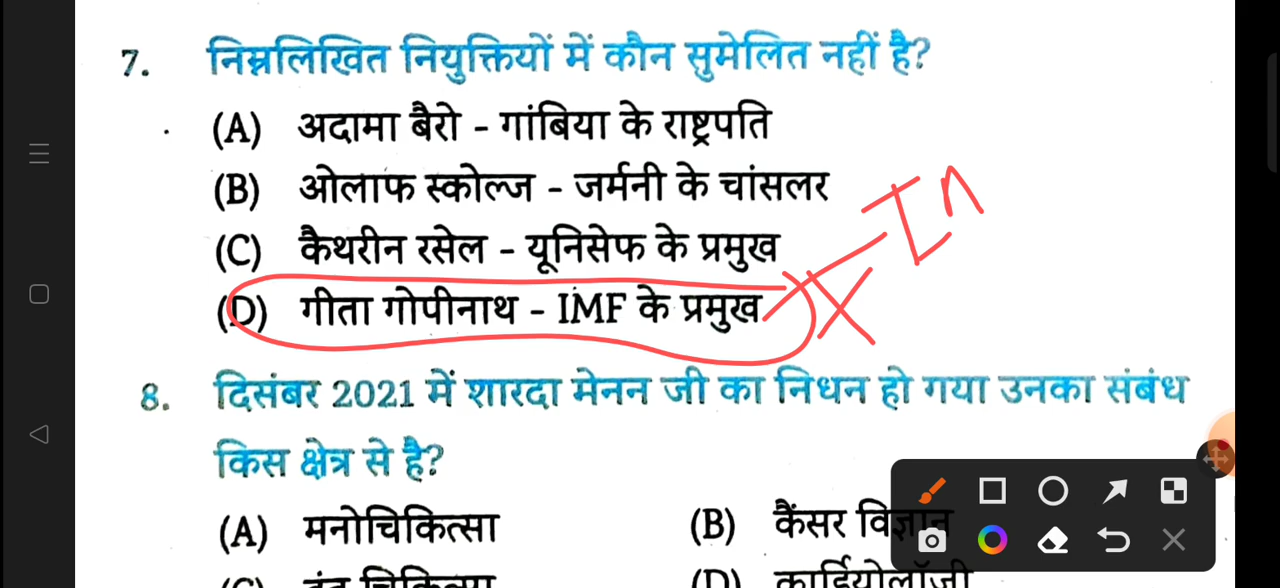 7. निम्नलिखित नियुक्तियों में कौन सुमेलित नहीं है?
(A) अदामा बैरो - गांबिया के राष्ट्रपति
(B) ओलाफ स्कोल्ज - जर्मनी के चांसलर
(C) कैथरीन रसेल - यूनिसेफ के प्रमुख
(D) गीता गोपीनाथ - IMF के प्रमुख
8. दिसंबर 2021 में शारदा मेनन जी का निधन हो गया उनका संबंध
किस क्षेत्र से है?
(A) मनोचिकित्सा (B) कैंसर विज्ञान
(D) कार्डियोलॉजी